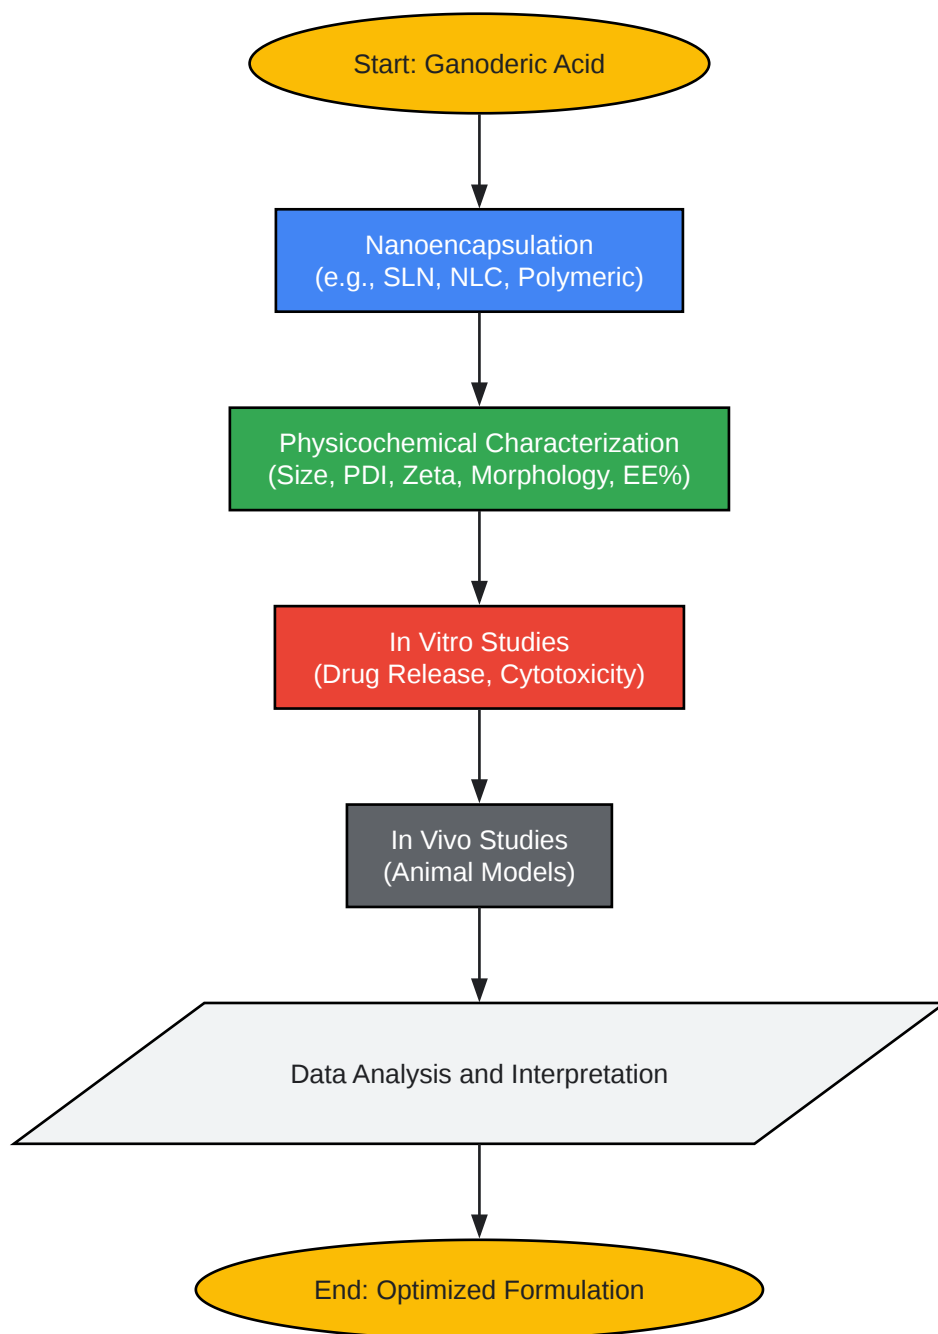 Start: Ganoderic Acid
Nanoencapsulation
(e.g., SLN, NLC, Polymeric)
Physicochemical Characterization
(Size, PDI, Zeta, Morphology, EE%)
In Vitro Studies
(Drug Release, Cytotoxicity)
In Vivo Studies
(Animal Models)
Data Analysis and Interpretation
End: Optimized Formulation